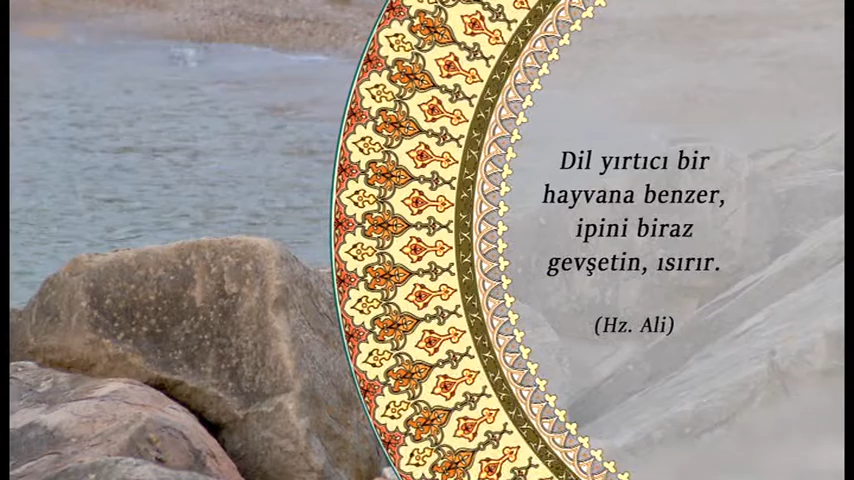 Dil yırtıcı bir
hayvana benzer,
ipini biraz
gevşetin, ısırır.
(Hz. Ali)